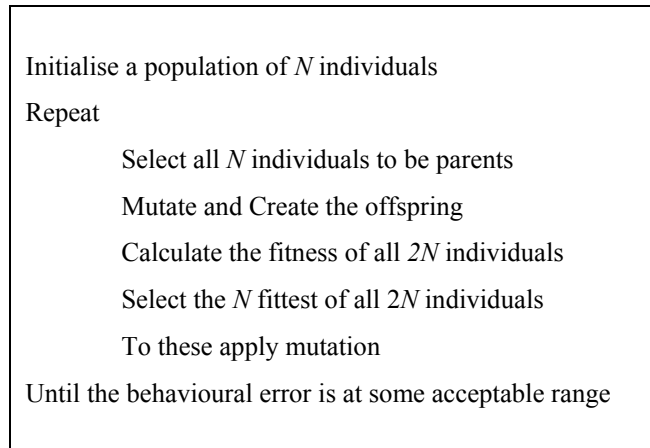 Initialise a population of N individuals
Repeat
Select all N individuals to be parents
Mutate and Create the offspring
Calculate the fitness of all 2N individuals
Select the N fittest of all 2N individuals
To these apply mutation
Until the behavioural error is at some acceptable range